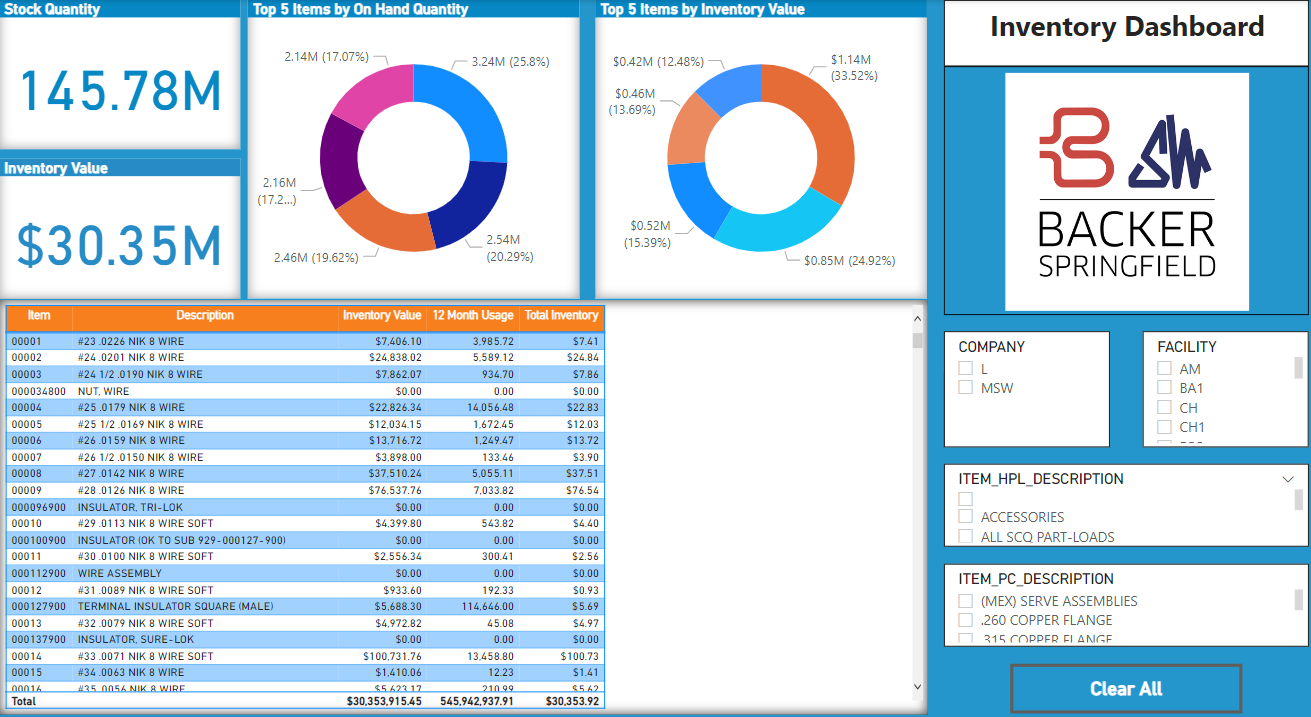 Stock Quantity
145.78M
Inventory Value
$30.35M
Top 5 Items by On Hand Quantity
2.14M (17.07%)
3.24M (25.8%)
2.16M
(17.2...)
2.54M
(20.29%)
2.46M (19.62%)
Top 5 Items by Inventory Value
$0.42M (12.48%)
$1.14M
(33.52%)
$0.46M
(13.69%)
$0.52M
(15.39%)
$0.85M (24.92%)
Inventory Dashboard
BACKER
SPRINGFIELD
Item Description Inventory Value 12 Month Usage Total Inventory
00001 #23 .0226 NIK 8 WIRE $7,406.10 3,985.72 $7.41
00002 #24 .0201 NIK 8 WIRE $24,838.02 5,589.12 $24.84
00003 #24 1/2 .0190 NIK 8 WIRE $7,862.07 934.70 $7.86
000034800 NUT, WIRE $0.00 0.00 $0.00
00004 #25 .0179 NIK 8 WIRE $22,826.34 14,056.48 $22.83
00005 #25 1/2 .0169 NIK 8 WIRE $12,034.15 1,672.45 $12.03
00006 #26 .0159 NIK 8 WIRE $13,716.72 1,249.47 $13.72
00007 #26 1/2 .0150 NIK 8 WIRE $3,898.00 133.46 $3.90
00008 #27 .0142 NIK 8 WIRE $37,510.24 5,055.11 $37.51
00009 #28 .0126 NIK 8 WIRE $76,537.76 7,033.82 $76.54
000096900 INSULATOR, TRI-LOK $0.00 0.00 $0.00
00010 #29 .0113 NIK 8 WIRE SOFT $4,399.80 543.82 $4.40
000100900 INSULATOR (OK TO SUB 929-000127-900) $0.00 0.00 $0.00
00011 #30 .0100 NIK 8 WIRE SOFT $2,556.34 300.41 $2.56
000112900 WIRE ASSEMBLY $0.00 0.00 $0.00
00012 #31 .0089 NIK 8 WIRE SOFT $933.60 192.33 $0.93
000127900 TERMINAL INSULATOR SQUARE (MALE) $5,688.30 114,646.00 $5.69
00013 #32 .0079 NIK 8 WIRE SOFT $4,972.82 45.08 $4.97
000137900 INSULATOR, SURE-LOK $0.00 0.00 $0.00
00014 #33 .0071 NIK 8 WIRE SOFT $100,731.76 13,458.80 $100.73
00015 #34 .0063 NIK 8 WIRE $1,410.06 12.23 $1.41
00016 #35 .0056 NIK 8 WIRE $5,623.17 210.99 $5.62
Total $30,353,915.45 545,942,937.91 $30,353.92
COMPANY
L
MSW
FACILITY
AM
BA1
CH
CH1
ITEM_HPL_DESCRIPTION
ACCESSORIES
ALL SCQ PART-LOADS
ITEM_PC_DESCRIPTION
(MEX) SERVE ASSEMBLIES
.260 COPPER FLANGE
.315 COPPER FLANGE
Clear All